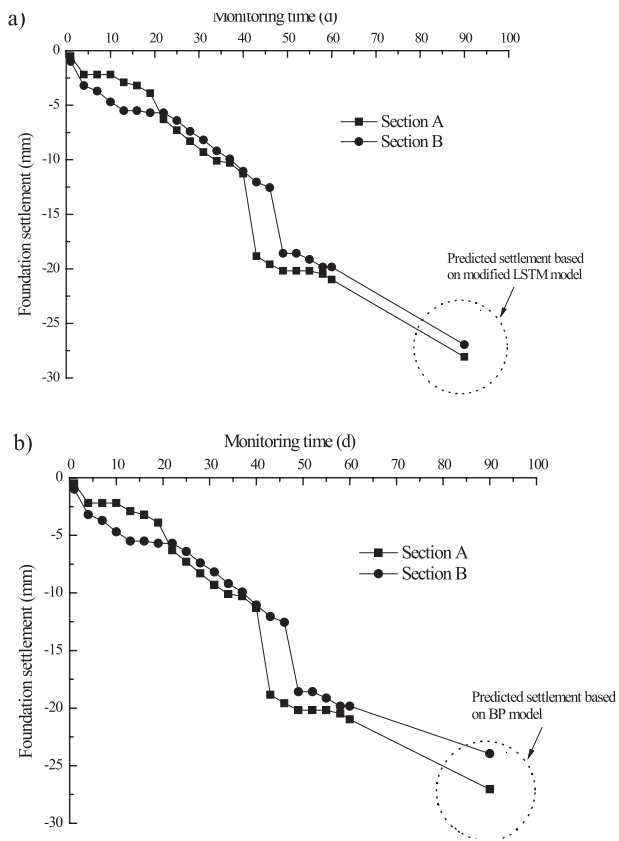 a)
Monitoring time (d)
0 10 20 30 40 50 60 70 80 90 100
0
-5
-10
-15
-20
-25
-30
Foundation settlement (mm)
Section A
Section B
Predicted settlement based
on modified LSTM model
b)
Monitoring time (d)
0 10 20 30 40 50 60 70 80 90 100
0
-5
-10
-15
-20
-25
-30
Foundation settlement (mm)
Section A
Section B
Predicted settlement based
on BP model